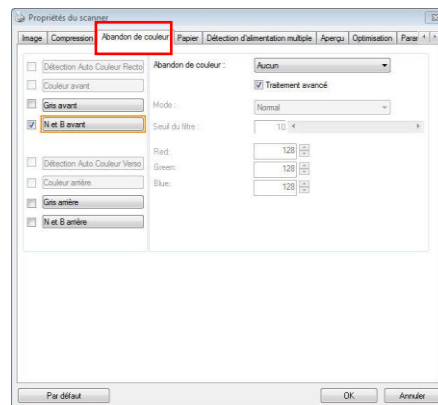 Propriétés du scanner
Image Compression Abandon de couleur Papier Détection d'alimentation multiple Aperçu Optimisation Parar
Détection Auto Couleur Recto
Abandon de couleur : Aucun
Couleur avant
Traitement avancé
Gris avant
Mode : Normal
N et B avant
Seuil du filtre : 10
Red: 128
Détection Auto Couleur Verso
Green: 128
Couleur arrière
Blue: 128
Gris arrière
N et B arrière
Par défaut OK Annuler